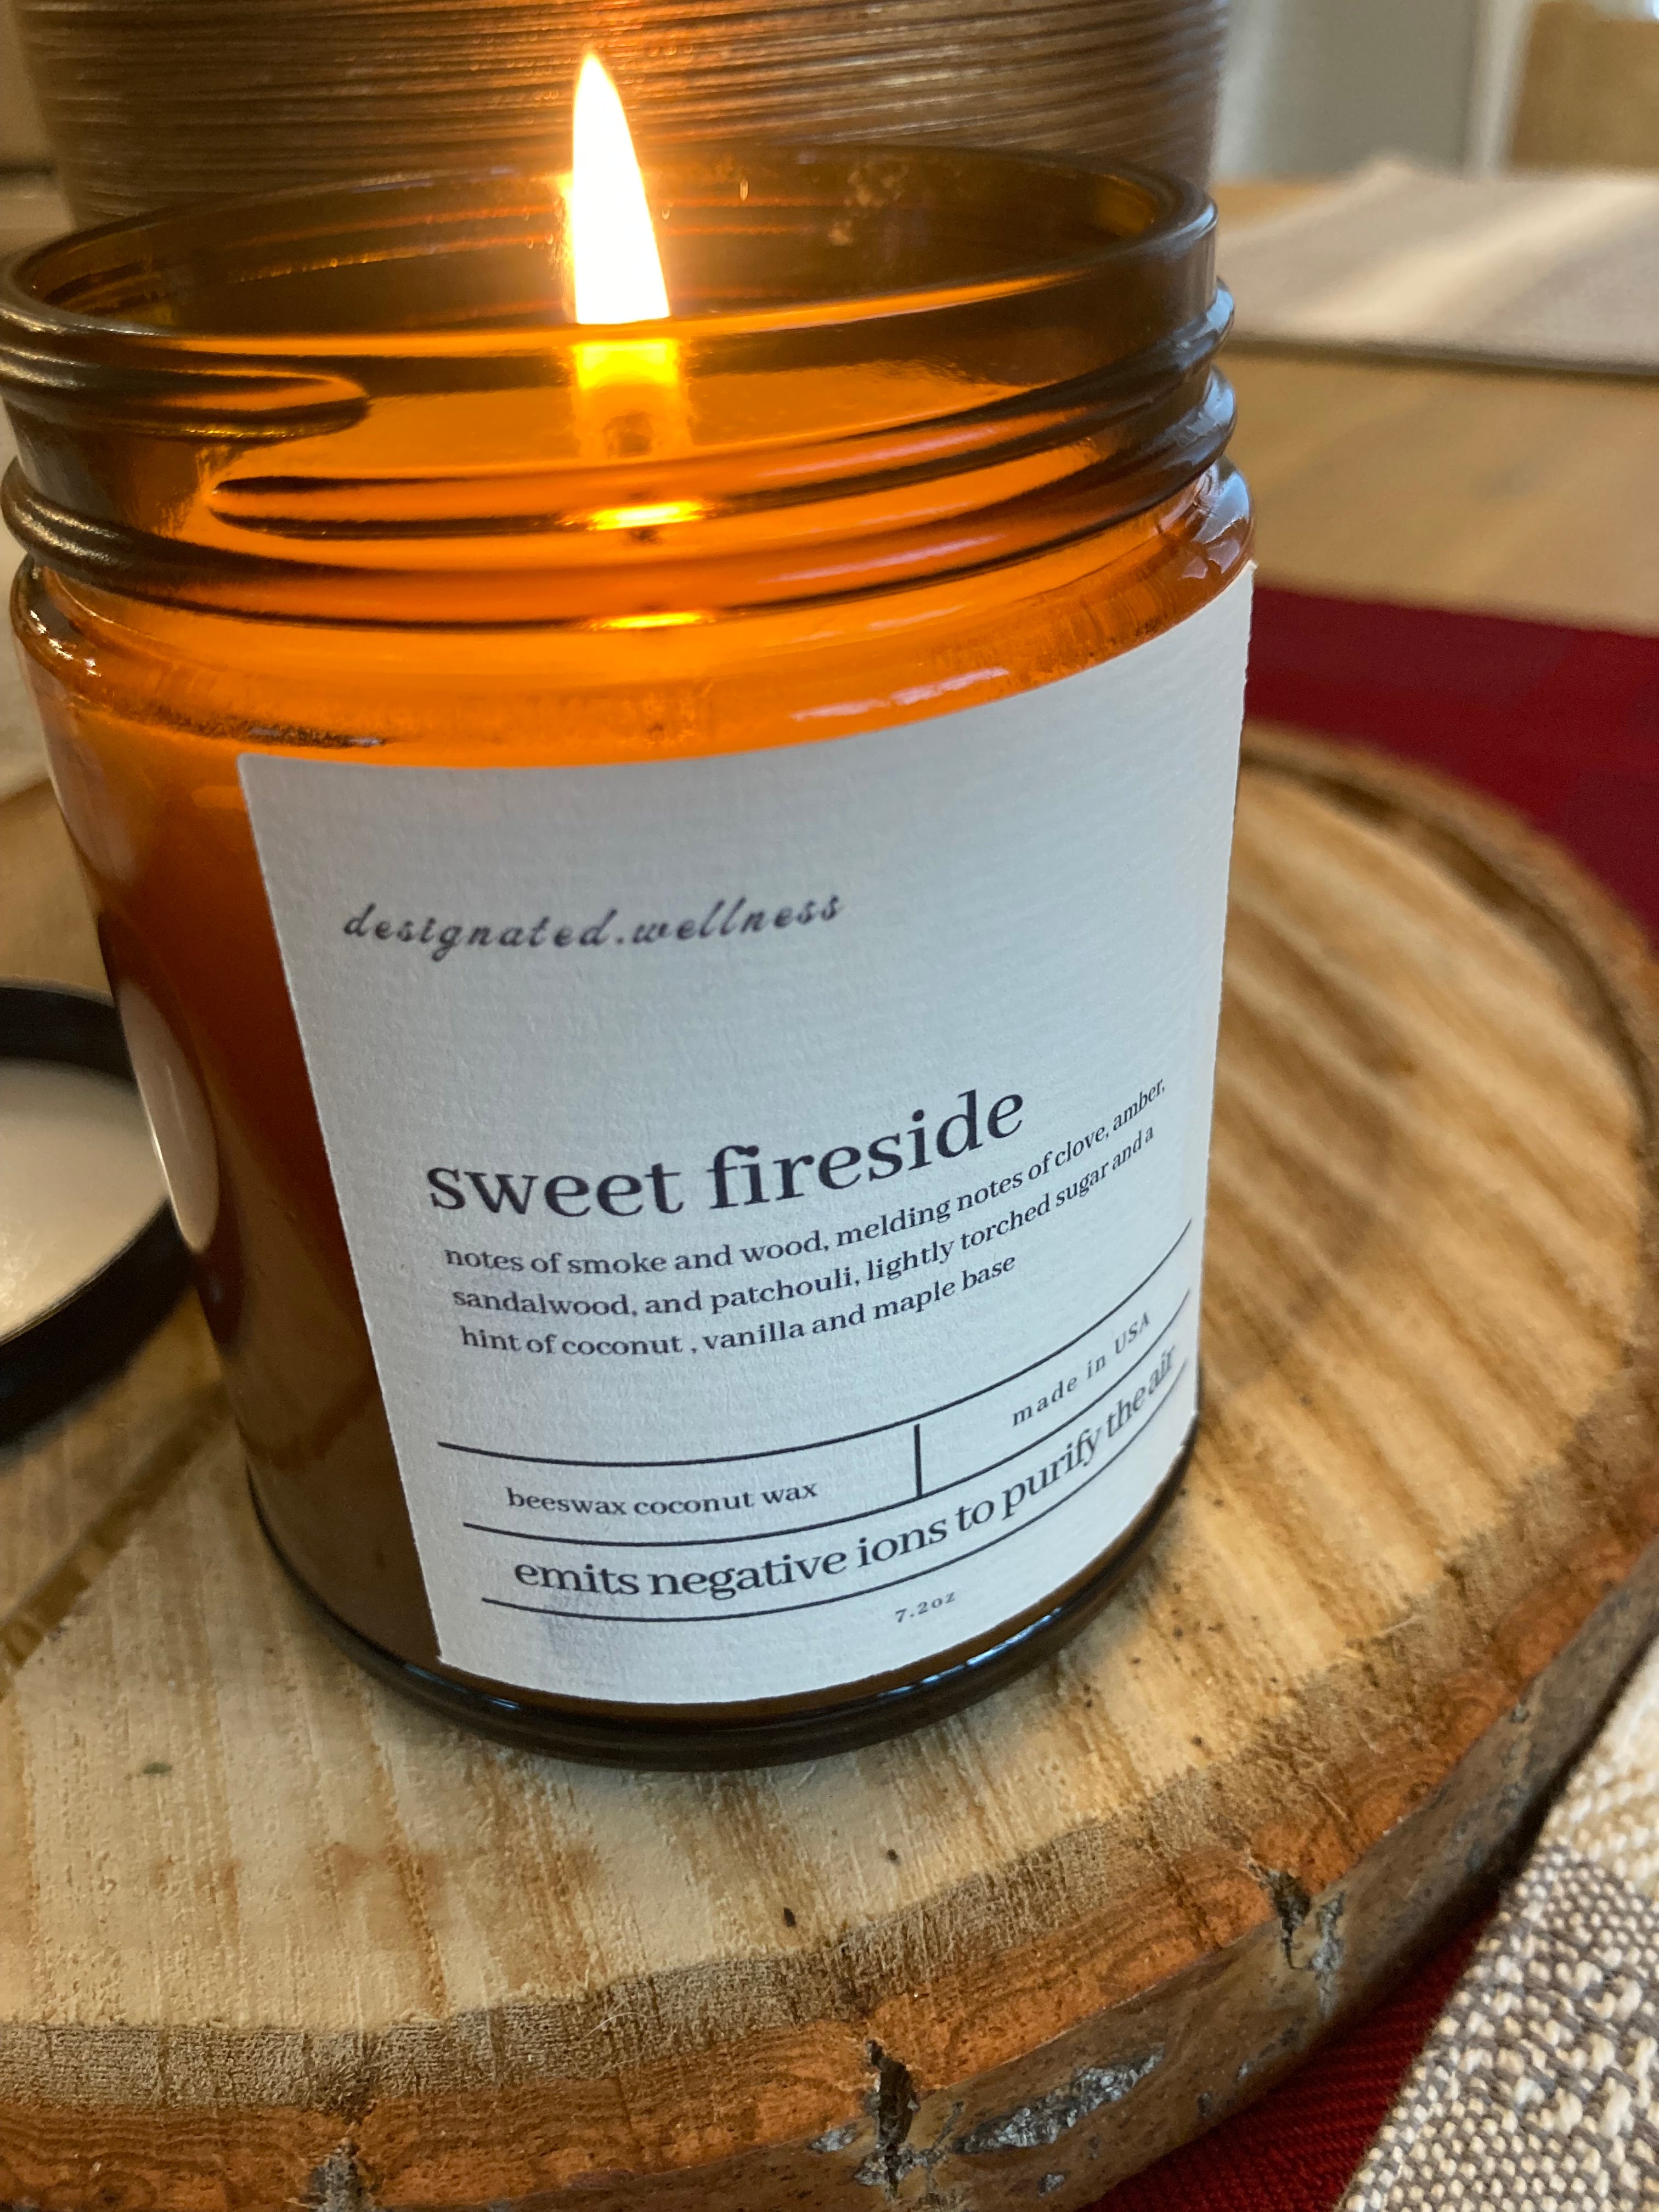 designated.wellness
sweet fireside
notes of smoke and wood, melding notes of clove, amber,
sandalwood, and patchouli, lightly torched sugar and a
hint of coconut , vanilla and maple base
beeswax coconut wax
made in USA
emits negative ions to purify the air
7.2oz